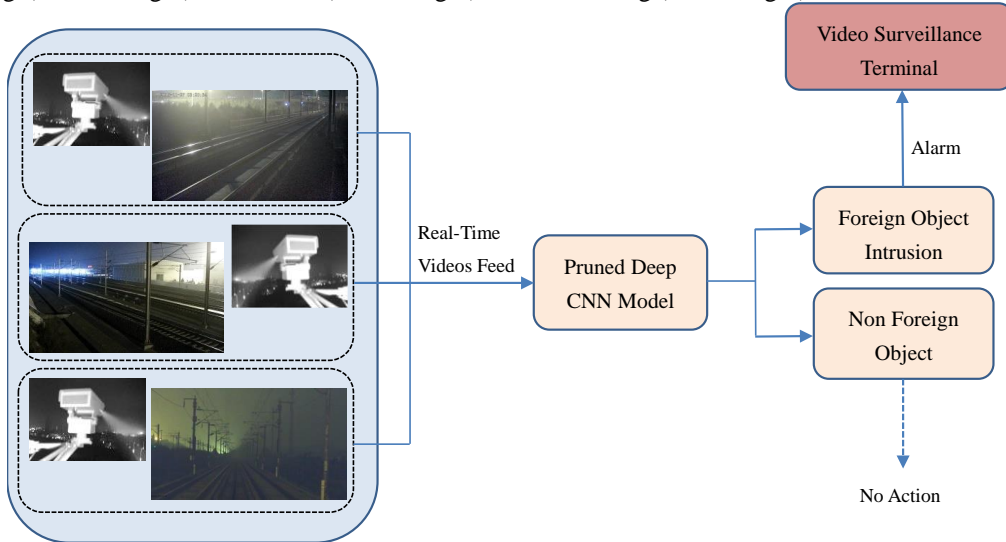 Video Surveillance
Terminal
Alarm
Real-Time
Videos Feed
Pruned Deep
CNN Model
Foreign Object
Intrusion
Non Foreign
Object
No Action